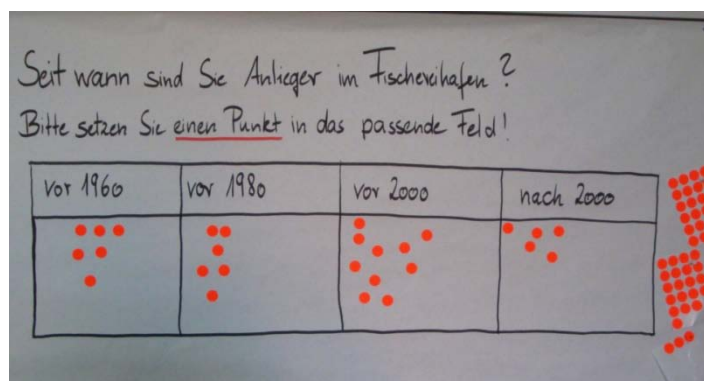 Seit wann sind Sie Anlieger im Fischereihafen?
Bitte setzen Sie einen Punkt in das passende Feld!
vor 1960 vor 1980 vor 2000 nach 2000